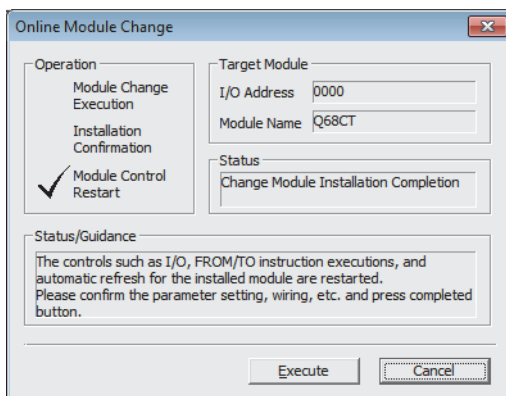 Online Module Change
Operation
Module Change
Execution
Installation
Confirmation
Module Control
Restart
Target Module
I/O Address 0000
Module Name Q68CT
Status
Change Module Installation Completion
Status/Guidance
The controls such as I/O, FROM/TO instruction executions, and
automatic refresh for the installed module are restarted.
Please confirm the parameter setting, wiring, etc. and press completed
button.
Execute Cancel